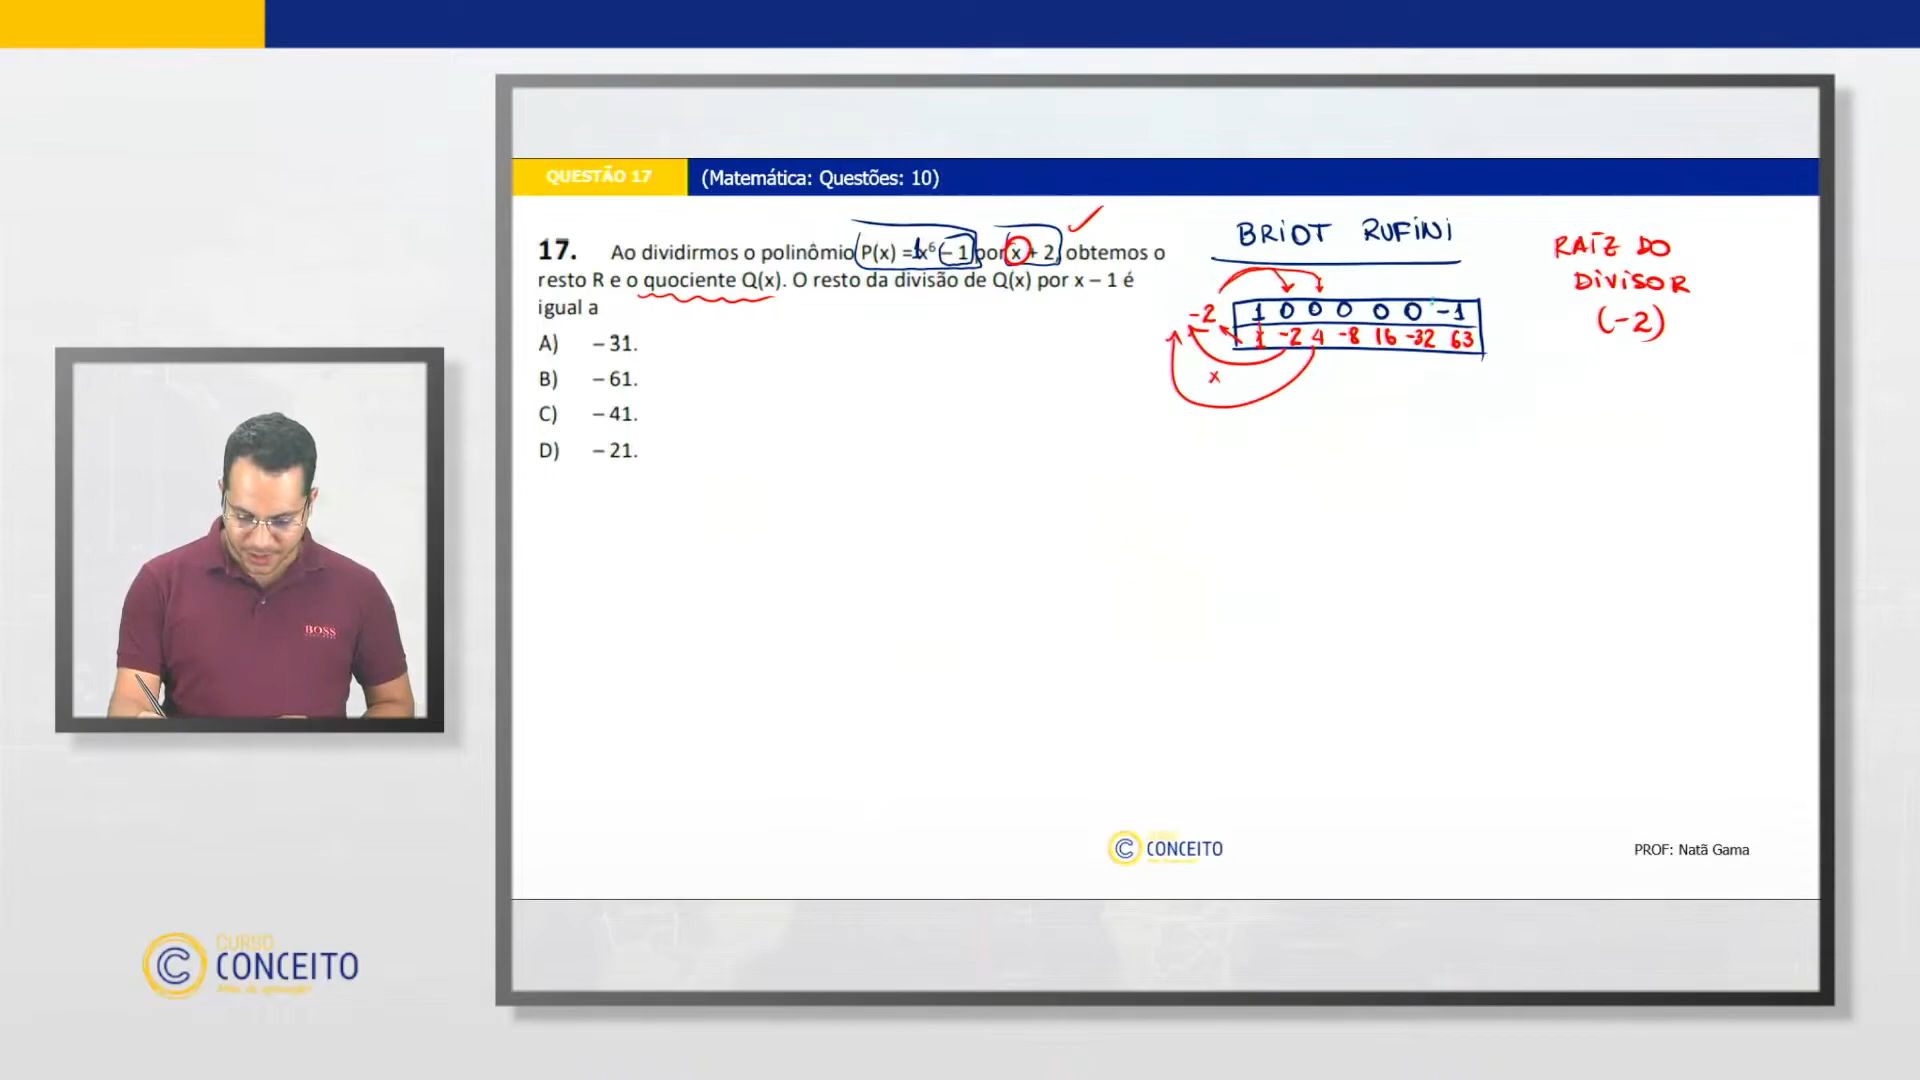 QUESTÃO 17
(Matemática: Questões: 10)
17. Ao dividirmos o polinômio P(x) = 1x⁶ – 1 por x + 2, obtemos o
resto R e o quociente Q(x). O resto da divisão de Q(x) por x – 1 é
igual a
A) – 31.
B) – 61.
C) – 41.
D) – 21.
BRIOT RUFINI
-2
1 0 0 0 0 0 -1
1 -2 4 -8 16 -32 63
x
RAÍZ DO
DIVISOR
(-2)
BOSS
CONCEITO
PROF: Natã Gama
CURSO
CONCEITO